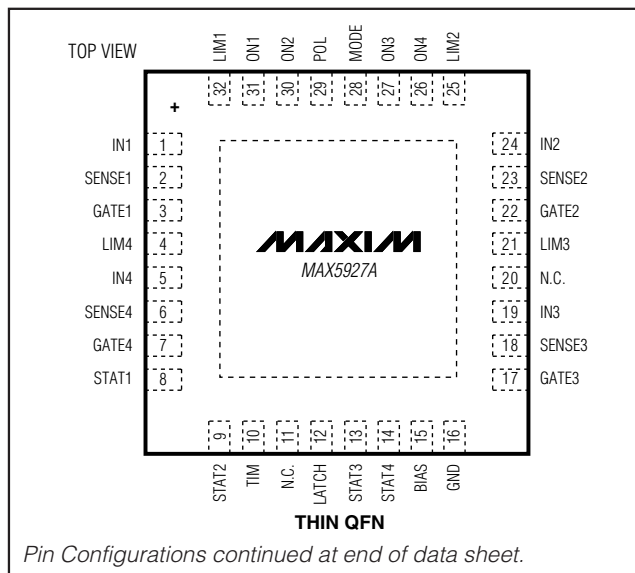 TOP VIEW
LIM1
ON1
ON2
POL
MODE
ON3
ON4
LIM2
32
31
30
29
28
27
26
25
+
IN1 1
SENSE1 2
GATE1 3
LIM4 4
IN4 5
SENSE4 6
GATE4 7
STAT1 8
MAXIM
MAX5927A
24 IN2
23 SENSE2
22 GATE2
21 LIM3
20 N.C.
19 IN3
18 SENSE3
17 GATE3
9
10
11
12
13
14
15
16
STAT2
TIM
N.C.
LATCH
STAT3
STAT4
BIAS
GND
THIN QFN
Pin Configurations continued at end of data sheet.